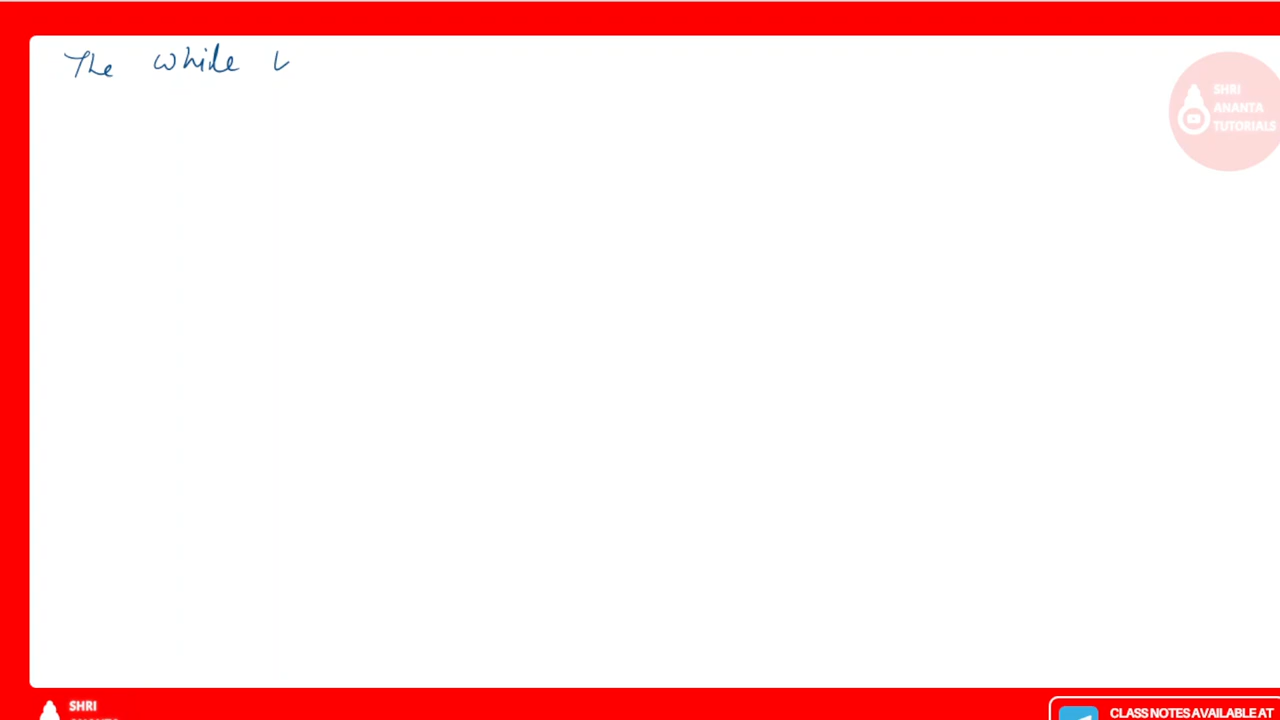 The while L
SHRI
ANANTA
TUTORIALS
SHRI
CLASS NOTES AVAILABLE AT